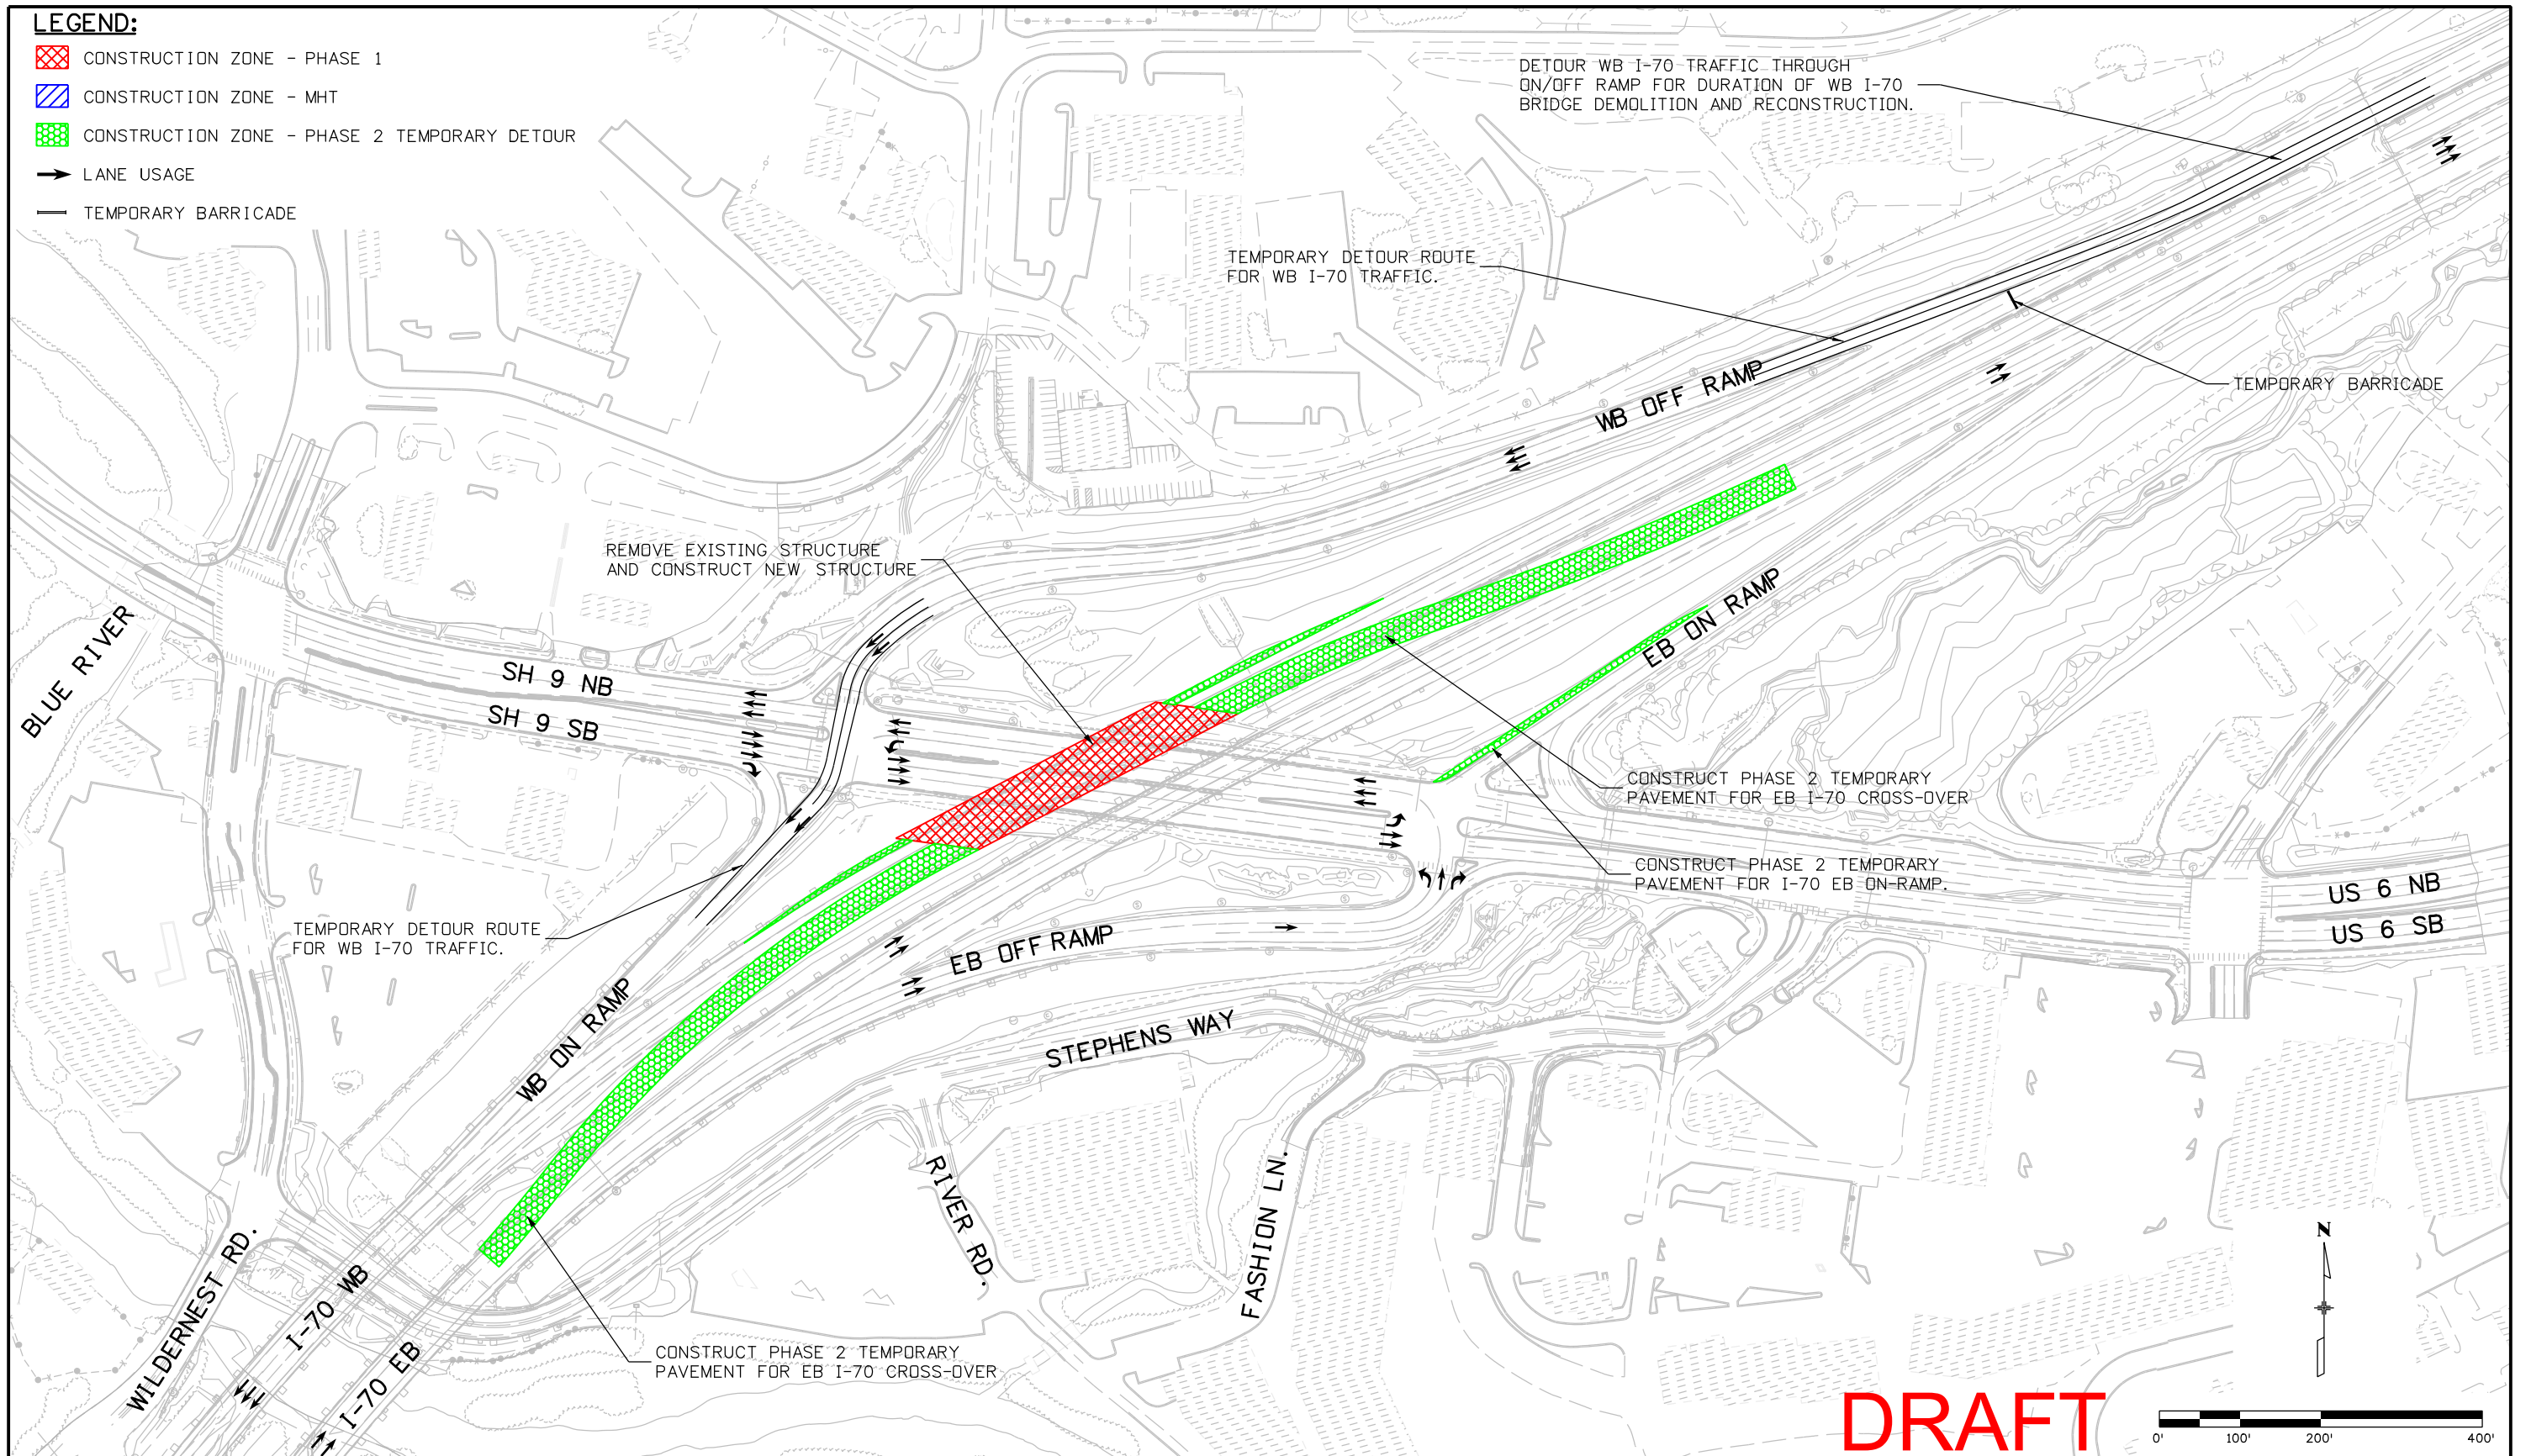 LEGEND:
CONSTRUCTION ZONE - PHASE 1
CONSTRUCTION ZONE - MHT
CONSTRUCTION ZONE - PHASE 2 TEMPORARY DETOUR
LANE USAGE
TEMPORARY BARRICADE
DETOUR WB I-70 TRAFFIC THROUGH
ON/OFF RAMP FOR DURATION OF WB I-70
BRIDGE DEMOLITION AND RECONSTRUCTION.
TEMPORARY DETOUR ROUTE
FOR WB I-70 TRAFFIC.
TEMPORARY BARRICADE
WB OFF RAMP
REMOVE EXISTING STRUCTURE
AND CONSTRUCT NEW STRUCTURE
BLUE RIVER
SH 9 NB
SH 9 SB
EB ON RAMP
CONSTRUCT PHASE 2 TEMPORARY
PAVEMENT FOR EB I-70 CROSS-OVER
CONSTRUCT PHASE 2 TEMPORARY
PAVEMENT FOR I-70 EB ON-RAMP.
US 6 NB
US 6 SB
TEMPORARY DETOUR ROUTE
FOR WB I-70 TRAFFIC.
EB OFF RAMP
WB ON RAMP
STEPHENS WAY
RIVER RD.
FASHION LN.
WILDERNEST RD.
I-70 WB
I-70 EB
CONSTRUCT PHASE 2 TEMPORARY
PAVEMENT FOR EB I-70 CROSS-OVER
N
DRAFT
0' 100' 200' 400'